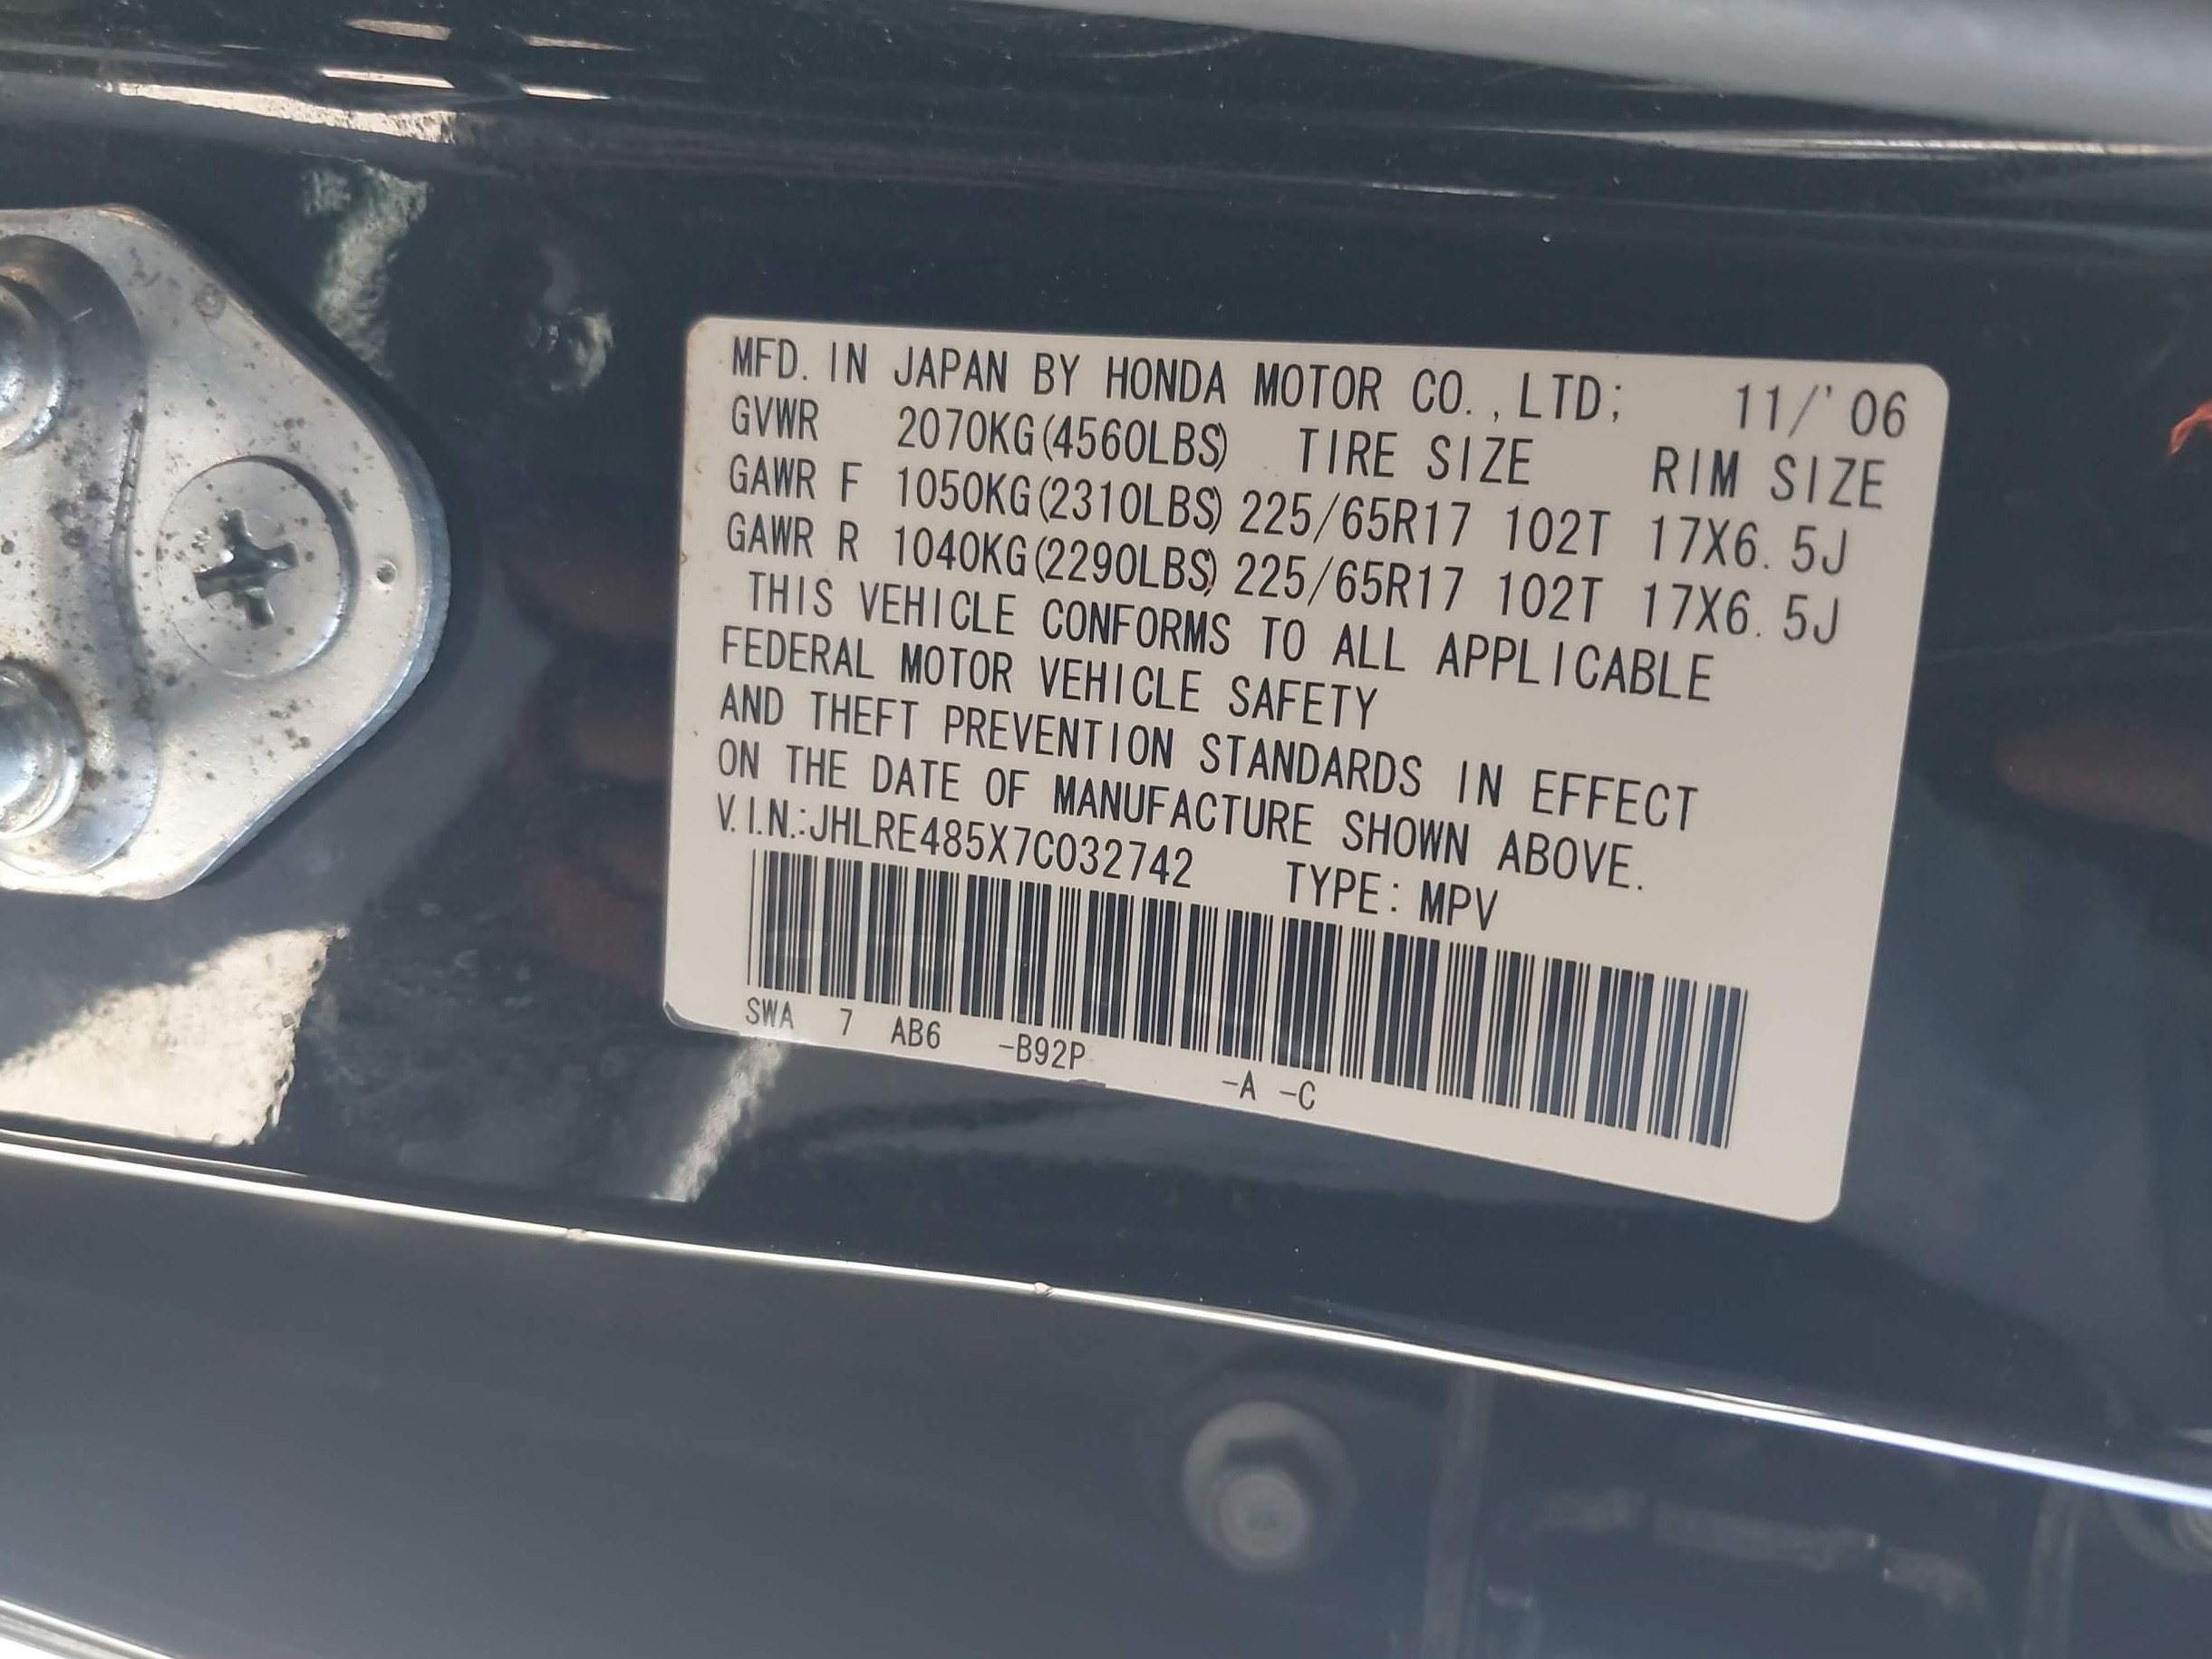 MFD. IN JAPAN BY HONDA MOTOR CO., LTD; 11/'06
GVWR 2070KG(4560LBS) TIRE SIZE RIM SIZE
GAWR F 1050KG(2310LBS) 225/65R17 102T 17X6.5J
GAWR R 1040KG(2290LBS) 225/65R17 102T 17X6.5J
THIS VEHICLE CONFORMS TO ALL APPLICABLE
FEDERAL MOTOR VEHICLE SAFETY
AND THEFT PREVENTION STANDARDS IN EFFECT
ON THE DATE OF MANUFACTURE SHOWN ABOVE.
V.I.N.:JHLRE485X7C032742 TYPE: MPV
SWA 7 AB6 -B92P -A -C